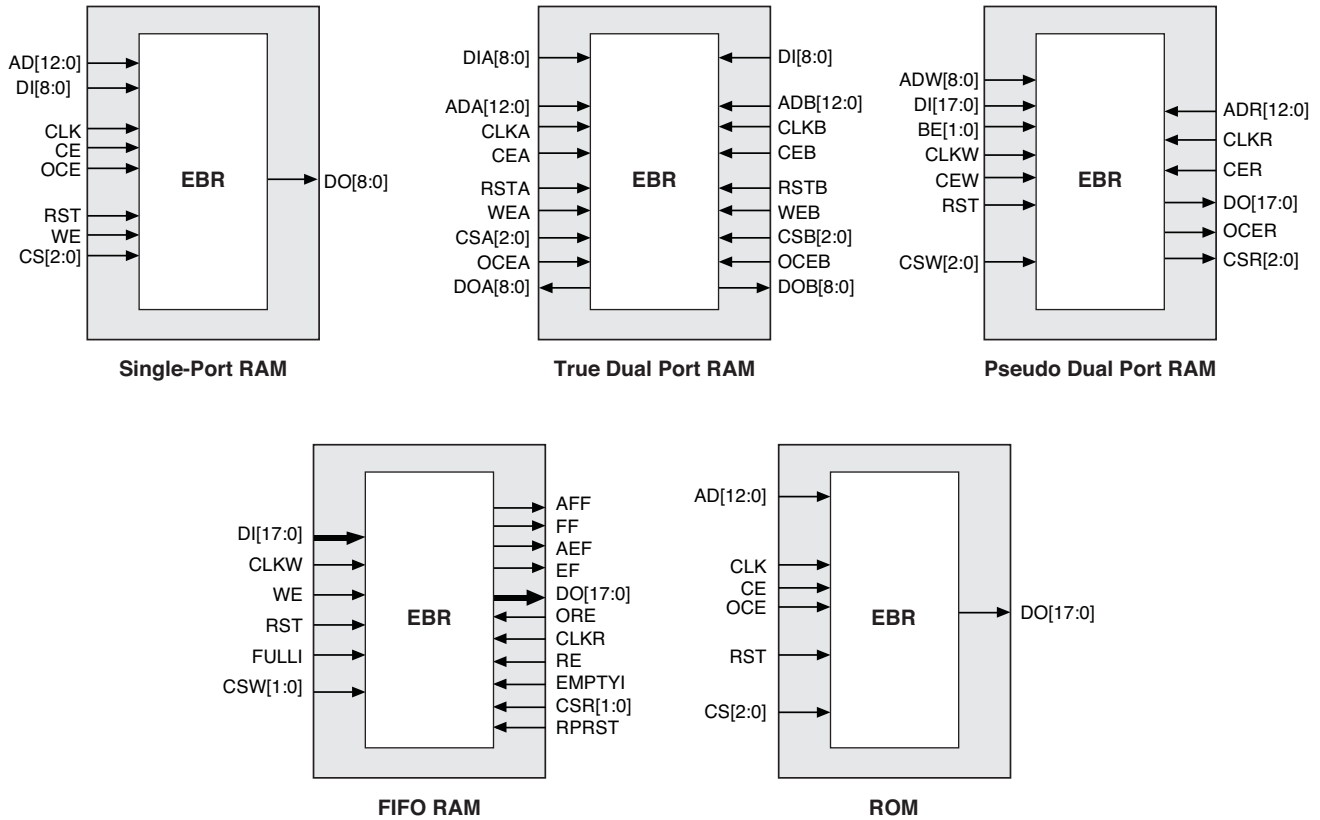 AD[12:0]
DI[8:0]
CLK
CE
OCE
RST
WE
CS[2:0]
EBR
DO[8:0]
Single-Port RAM
DIA[8:0]
ADA[12:0]
CLKA
CEA
RSTA
WEA
CSA[2:0]
OCEA
DOA[8:0]
EBR
DI[8:0]
ADB[12:0]
CLKB
CEB
RSTB
WEB
CSB[2:0]
OCEB
DOB[8:0]
True Dual Port RAM
ADW[8:0]
DI[17:0]
BE[1:0]
CLKW
CEW
RST
CSW[2:0]
EBR
ADR[12:0]
CLKR
CER
DO[17:0]
OCER
CSR[2:0]
Pseudo Dual Port RAM
DI[17:0]
CLKW
WE
RST
FULLI
CSW[1:0]
EBR
AFF
FF
AEF
EF
DO[17:0]
ORE
CLKR
RE
EMPTYI
CSR[1:0]
RPRST
FIFO RAM
AD[12:0]
CLK
CE
OCE
RST
CS[2:0]
EBR
DO[17:0]
ROM